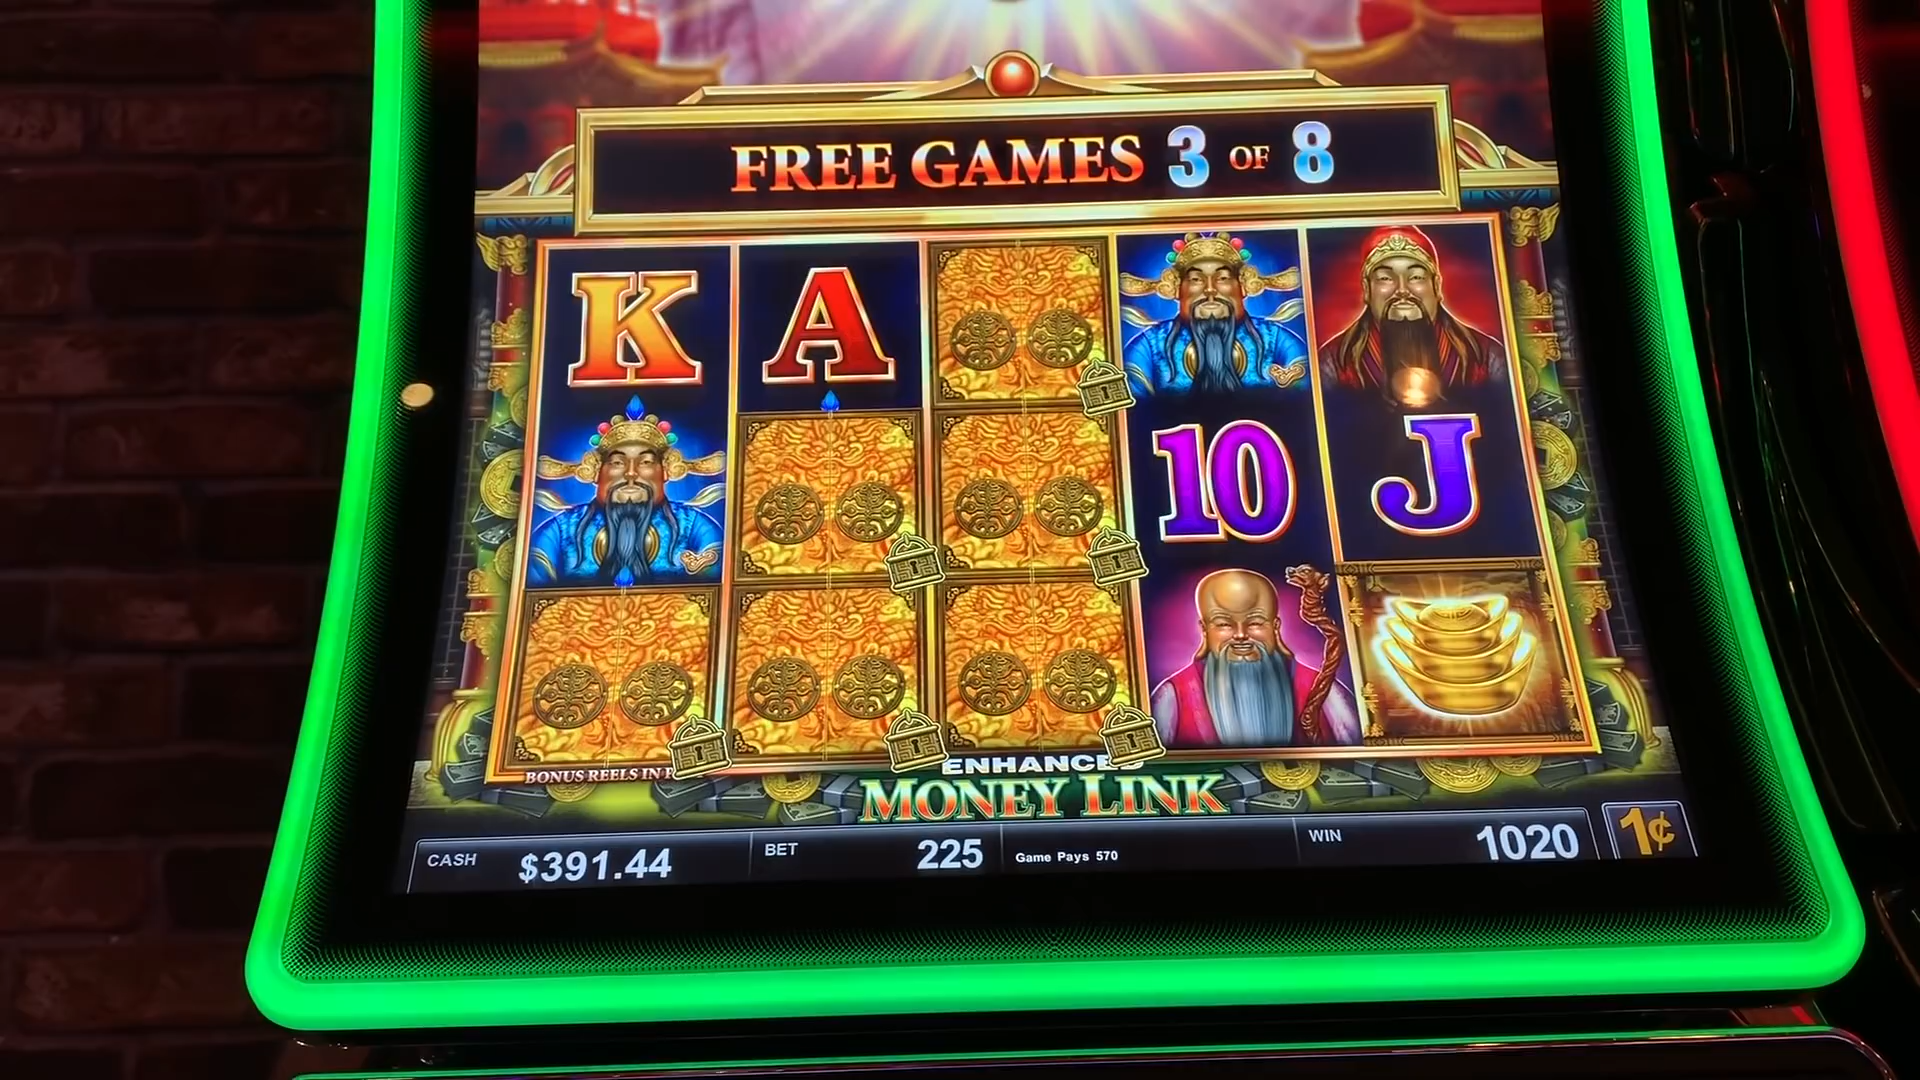 FREE GAMES 3 OF 8
K A
10 J
BONUS REELS IN
ENHANCED
MONEY LINK
CASH $391.44 BET 225 Game Pays 570 WIN 1020 1¢